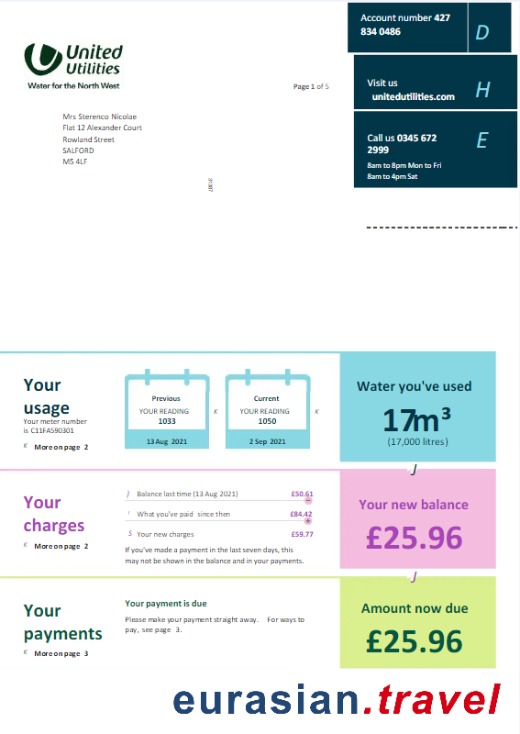 Account number 427
834 0486
D
United
Utilities
Water for the North West
Page 1 of 5
Visit us
unitedutilities.com
H
Call us 0345 672
2999
E
8am to 8pm Mon to Fri
8am to 4pm Sat
Mrs Sterenco Nicolae
Flat 12 Alexander Court
Rowland Street
SALFORD
M5 4LF
Your
usage
Your meter number
is C11FA590301
K More on page 2
Previous
YOUR READING
1033
13 Aug 2021
K
Current
YOUR READING
1050
2 Sep 2021
K
Water you've used
17m³
(17,000 litres)
J
Your
charges
K More on page 2
J Balance last time (13 Aug 2021) £50.61
What you've paid since then £84.42
S Your new charges £59.77
If you've made a payment in the last seven days, this
may not be shown in the balance and in your payments.
Your new balance
£25.96
J
Your
payments
K More on page 3
Your payment is due
Please make your payment straight away. For ways to
pay, see page 3.
Amount now due
£25.96
eurasian.travel